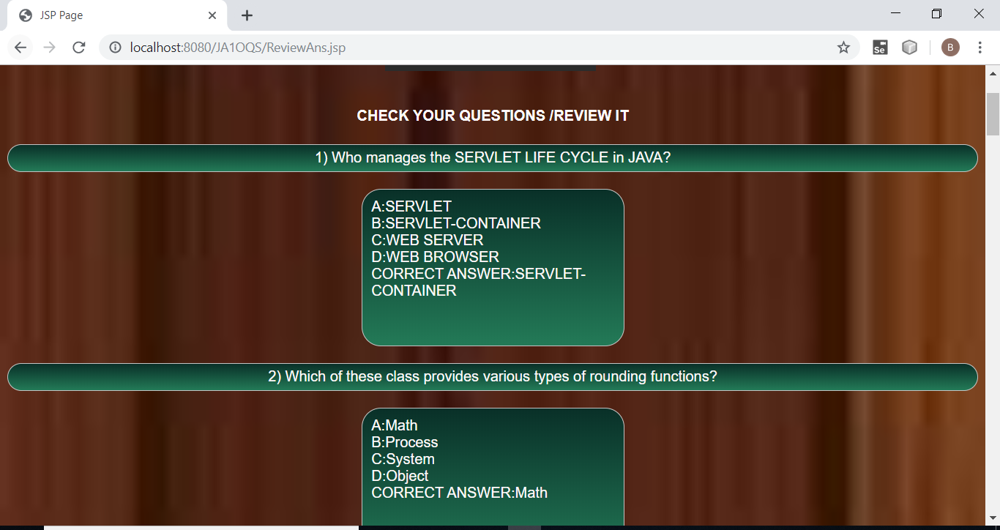 JSP Page
localhost:8080/JA1OQS/ReviewAns.jsp
Se
B
CHECK YOUR QUESTIONS /REVIEW IT
1) Who manages the SERVLET LIFE CYCLE in JAVA?
A:SERVLET
B:SERVLET-CONTAINER
C:WEB SERVER
D:WEB BROWSER
CORRECT ANSWER:SERVLET-
CONTAINER
2) Which of these class provides various types of rounding functions?
A:Math
B:Process
C:System
D:Object
CORRECT ANSWER:Math